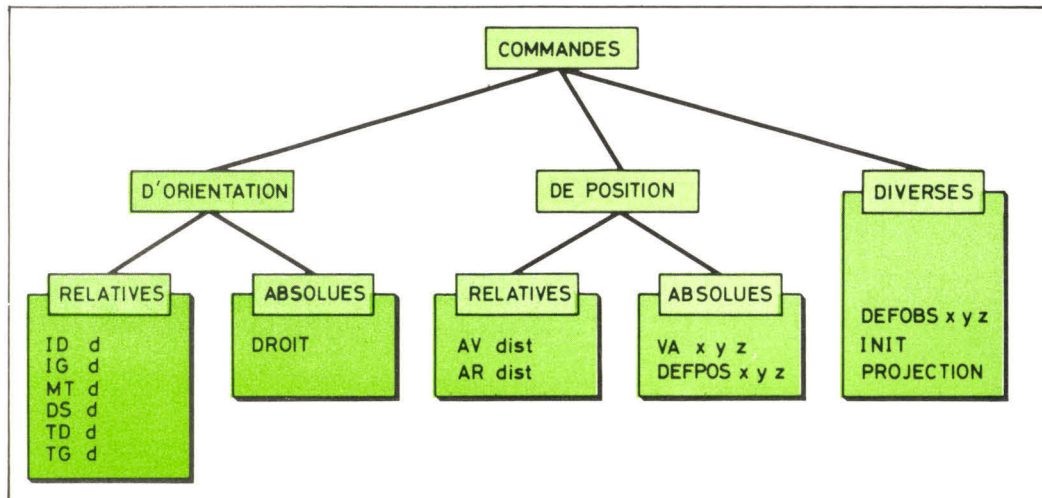 COMMANDES
D'ORIENTATION
DE POSITION
DIVERSES
DEFOBS x y z
INIT
PROJECTION
RELATIVES
ID d
IG d
MT d
DS d
TD d
TG d
ABSOLUES
DROIT
RELATIVES
AV dist
AR dist
ABSOLUES
VA x y z
DEFPOS x y z